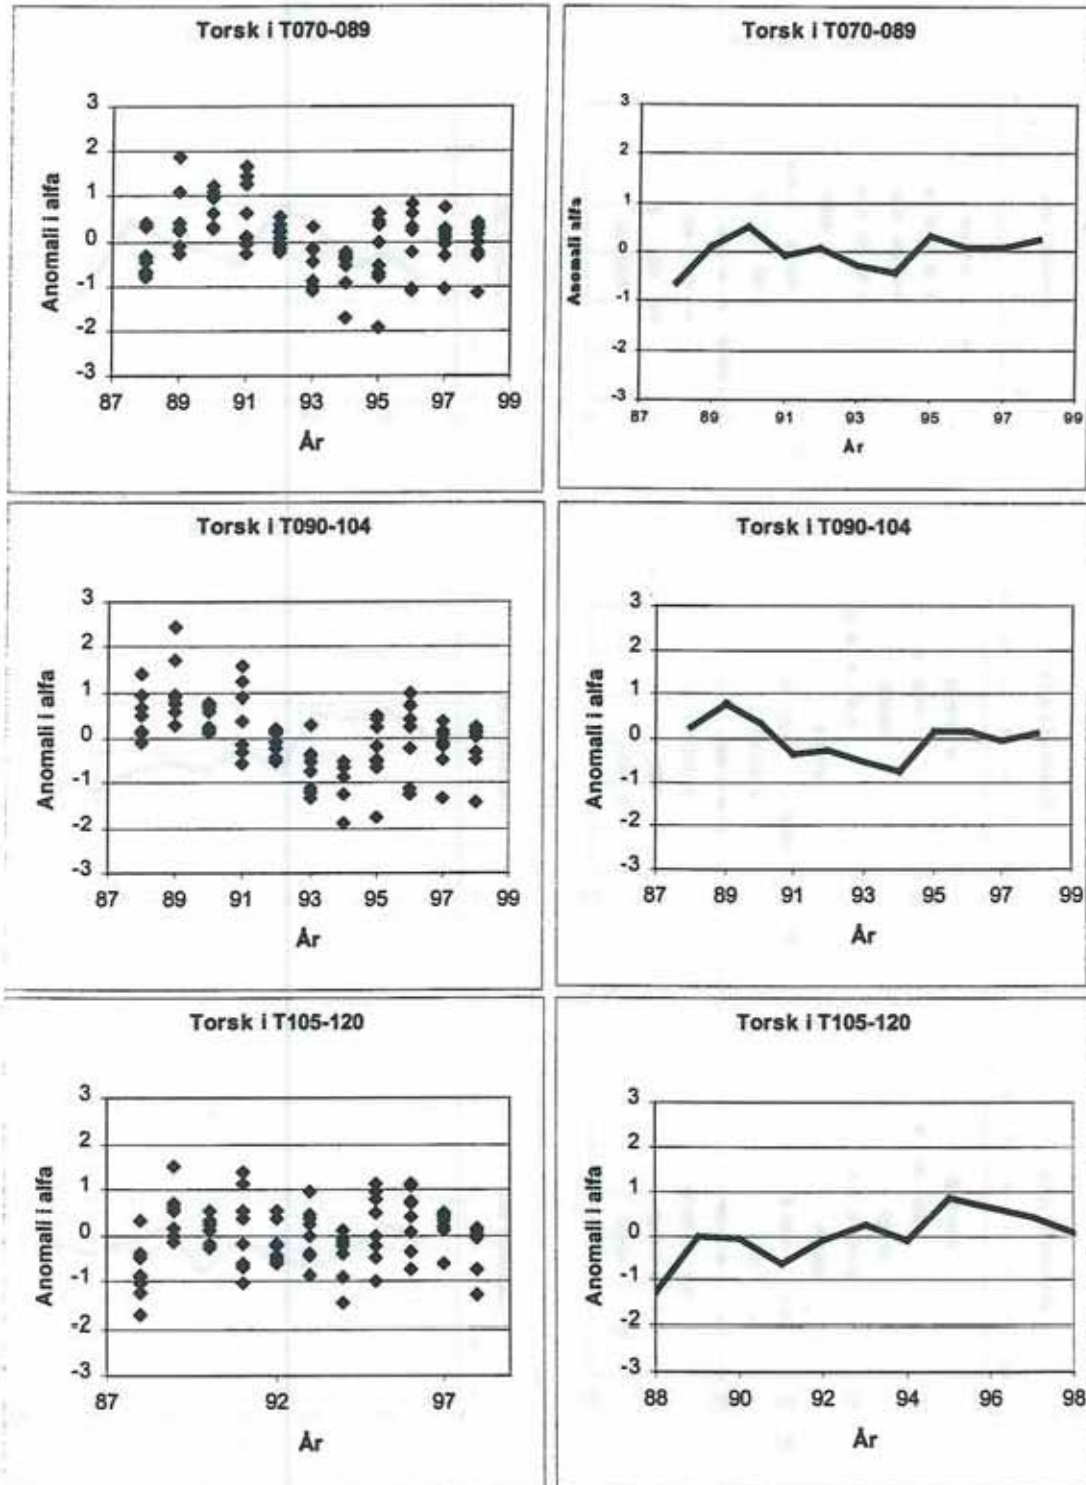 Torsk i T070-089
Anomali i alfa
3
2
1
0
-1
-2
-3
87 89 91 93 95 97 99
År
Torsk i T070-089
Anomali alfa
3
2
1
0
-1
-2
-3
87 89 91 93 95 97 99
År
Torsk i T090-104
Anomali i alfa
3
2
1
0
-1
-2
-3
87 89 91 93 95 97 99
År
Torsk i T090-104
Anomali i alfa
3
2
1
0
-1
-2
-3
87 89 91 93 95 97 99
År
Torsk i T105-120
Anomali i alfa
3
2
1
0
-1
-2
-3
87 92 97
År
Torsk i T105-120
Anomali i alfa
3
2
1
0
-1
-2
-3
88 90 92 94 96 98
År